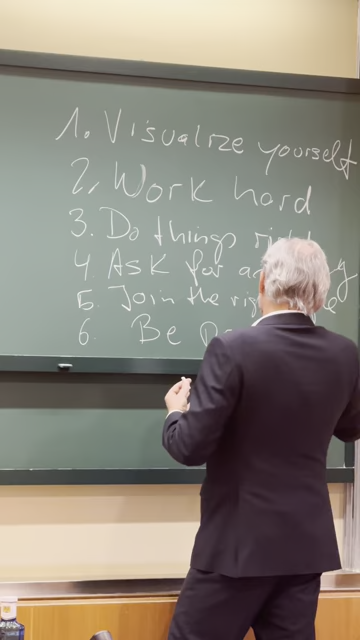 1. Visualize yourself
2. Work hard
3. Do things
4. Ask for
5. Join the
6. Be